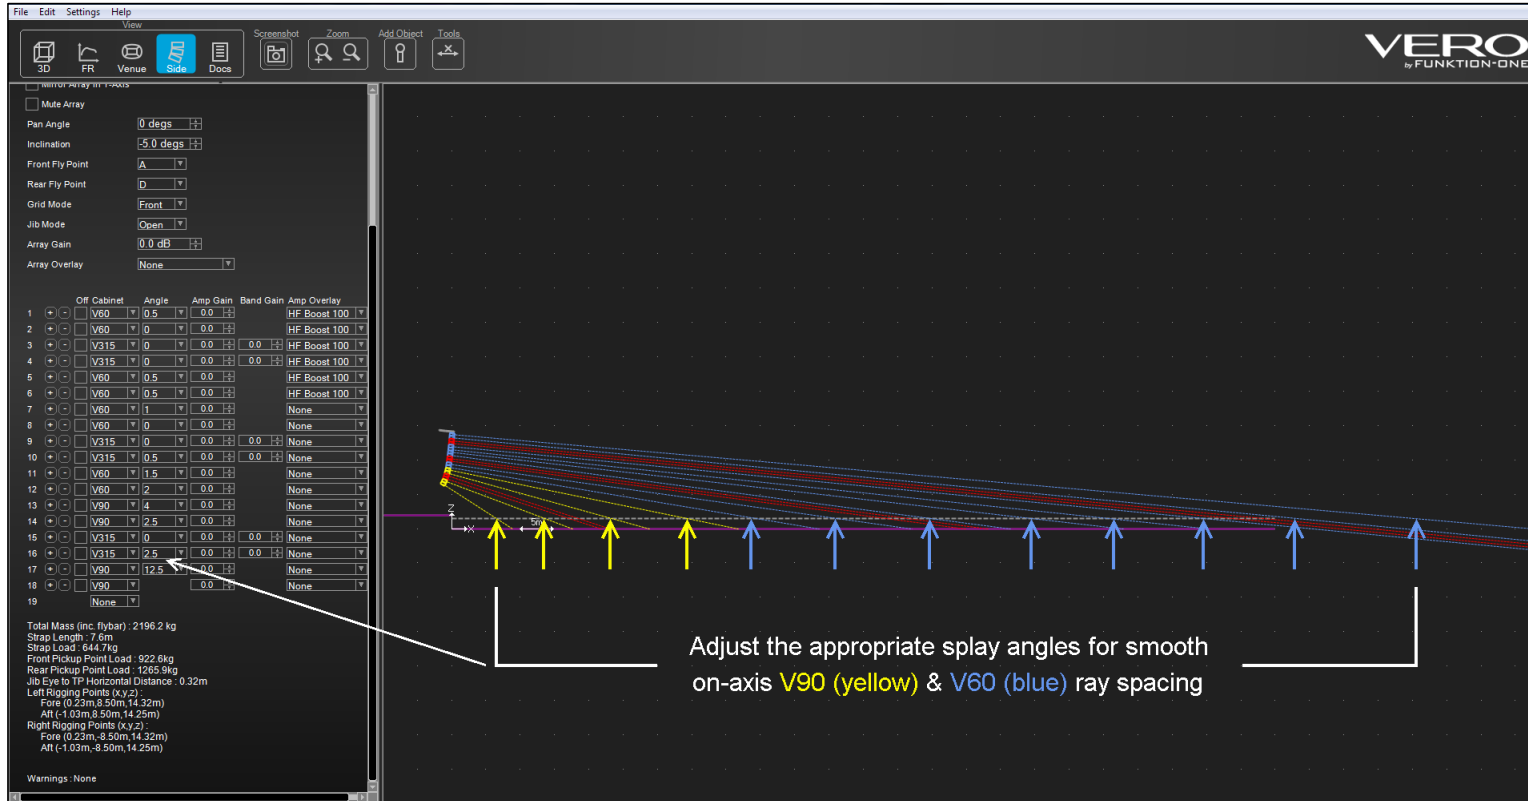 File Edit Settings Help
View
Screenshot Zoom Add Object Tools
3D FR Venue Side Docs
VERO
by FUNKTION-ONE
Mirror Array in Y-Axis
Mute Array
Pan Angle 0 degs
Inclination -5.0 degs
Front Fly Point A
Rear Fly Point D
Grid Mode Front
Jib Mode Open
Array Gain 0.0 dB
Array Overlay None
Off Cabinet Angle Amp Gain Band Gain Amp Overlay
1 + - V60 0.5 0.0 HF Boost 100
2 + - V60 0 0.0 HF Boost 100
3 + - V315 0 0.0 0.0 HF Boost 100
4 + - V315 0 0.0 0.0 HF Boost 100
5 + - V60 0.5 0.0 HF Boost 100
6 + - V60 0.5 0.0 HF Boost 100
7 + - V60 1 0.0 None
8 + - V60 0 0.0 None
9 + - V315 0 0.0 0.0 None
10 + - V315 0.5 0.0 0.0 None
11 + - V60 1.5 0.0 None
12 + - V60 2 0.0 None
13 + - V90 4 0.0 None
14 + - V90 2.5 0.0 None
15 + - V315 0 0.0 0.0 None
16 + - V315 2.5 0.0 0.0 None
17 + - V90 12.5 0.0 None
18 + - V90 0.0 None
19 None
Total Mass (inc. flybar) : 2196.2 kg
Strap Length : 7.6m
Strap Load : 644.7kg
Front Pickup Point Load : 922.6kg
Rear Pickup Point Load : 1265.9kg
Jib Eye to TP Horizontal Distance : 0.32m
Left Rigging Points (x,y,z) :
Fore (0.23m,8.50m,14.32m)
Aft (-1.03m,8.50m,14.25m)
Right Rigging Points (x,y,z) :
Fore (0.23m,-8.50m,14.32m)
Aft (-1.03m,-8.50m,14.25m)
Warnings : None
Z
X
5m
Adjust the appropriate splay angles for smooth
on-axis V90 (yellow) & V60 (blue) ray spacing